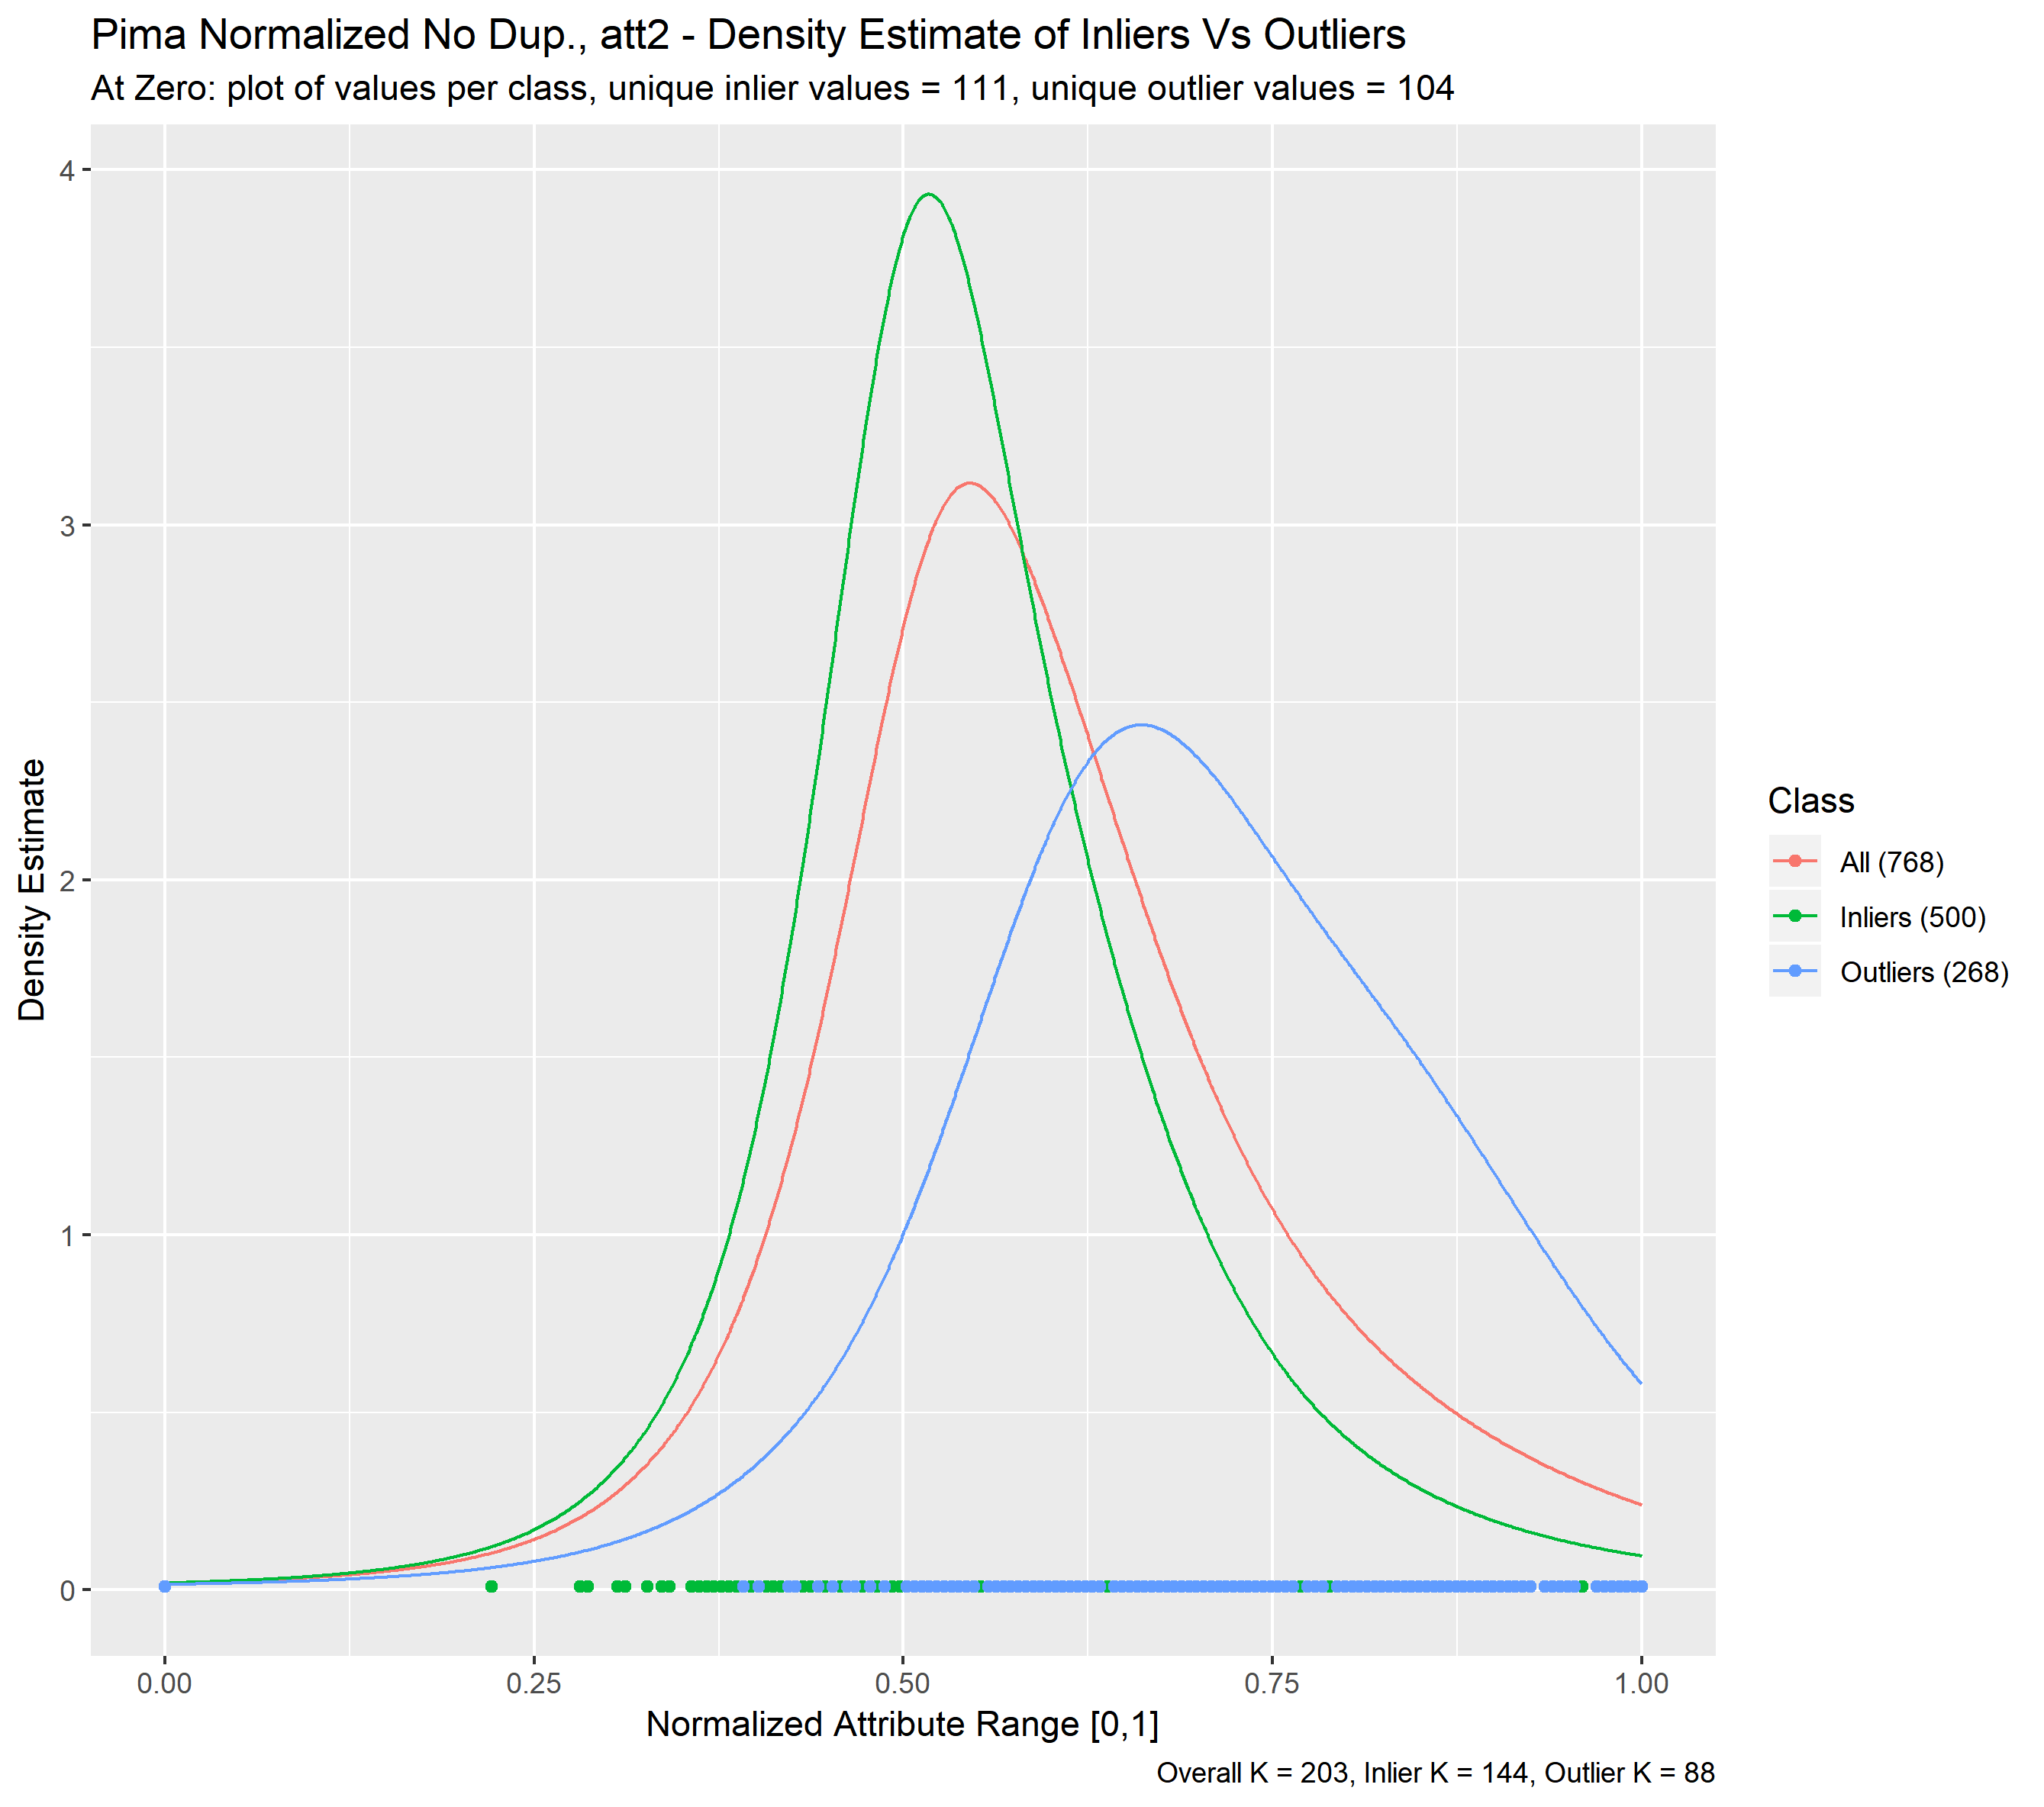 Pima Normalized No Dup., att2 - Density Estimate of Inliers Vs Outliers
At Zero: plot of values per class, unique inlier values = 111, unique outlier values = 104
4
3
2
1
0
Density Estimate
0.00
0.25
0.50
0.75
1.00
Normalized Attribute Range [0,1]
Overall K = 203, Inlier K = 144, Outlier K = 88
Class
All (768)
Inliers (500)
Outliers (268)